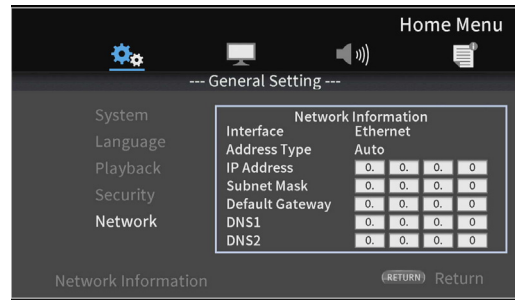 Home Menu
--- General Setting ---
System
Language
Playback
Security
Network
Network Information
Interface Ethernet
Address Type Auto
IP Address 0. 0. 0. 0
Subnet Mask 0. 0. 0. 0
Default Gateway 0. 0. 0. 0
DNS1 0. 0. 0. 0
DNS2 0. 0. 0. 0
Network Information
RETURN Return